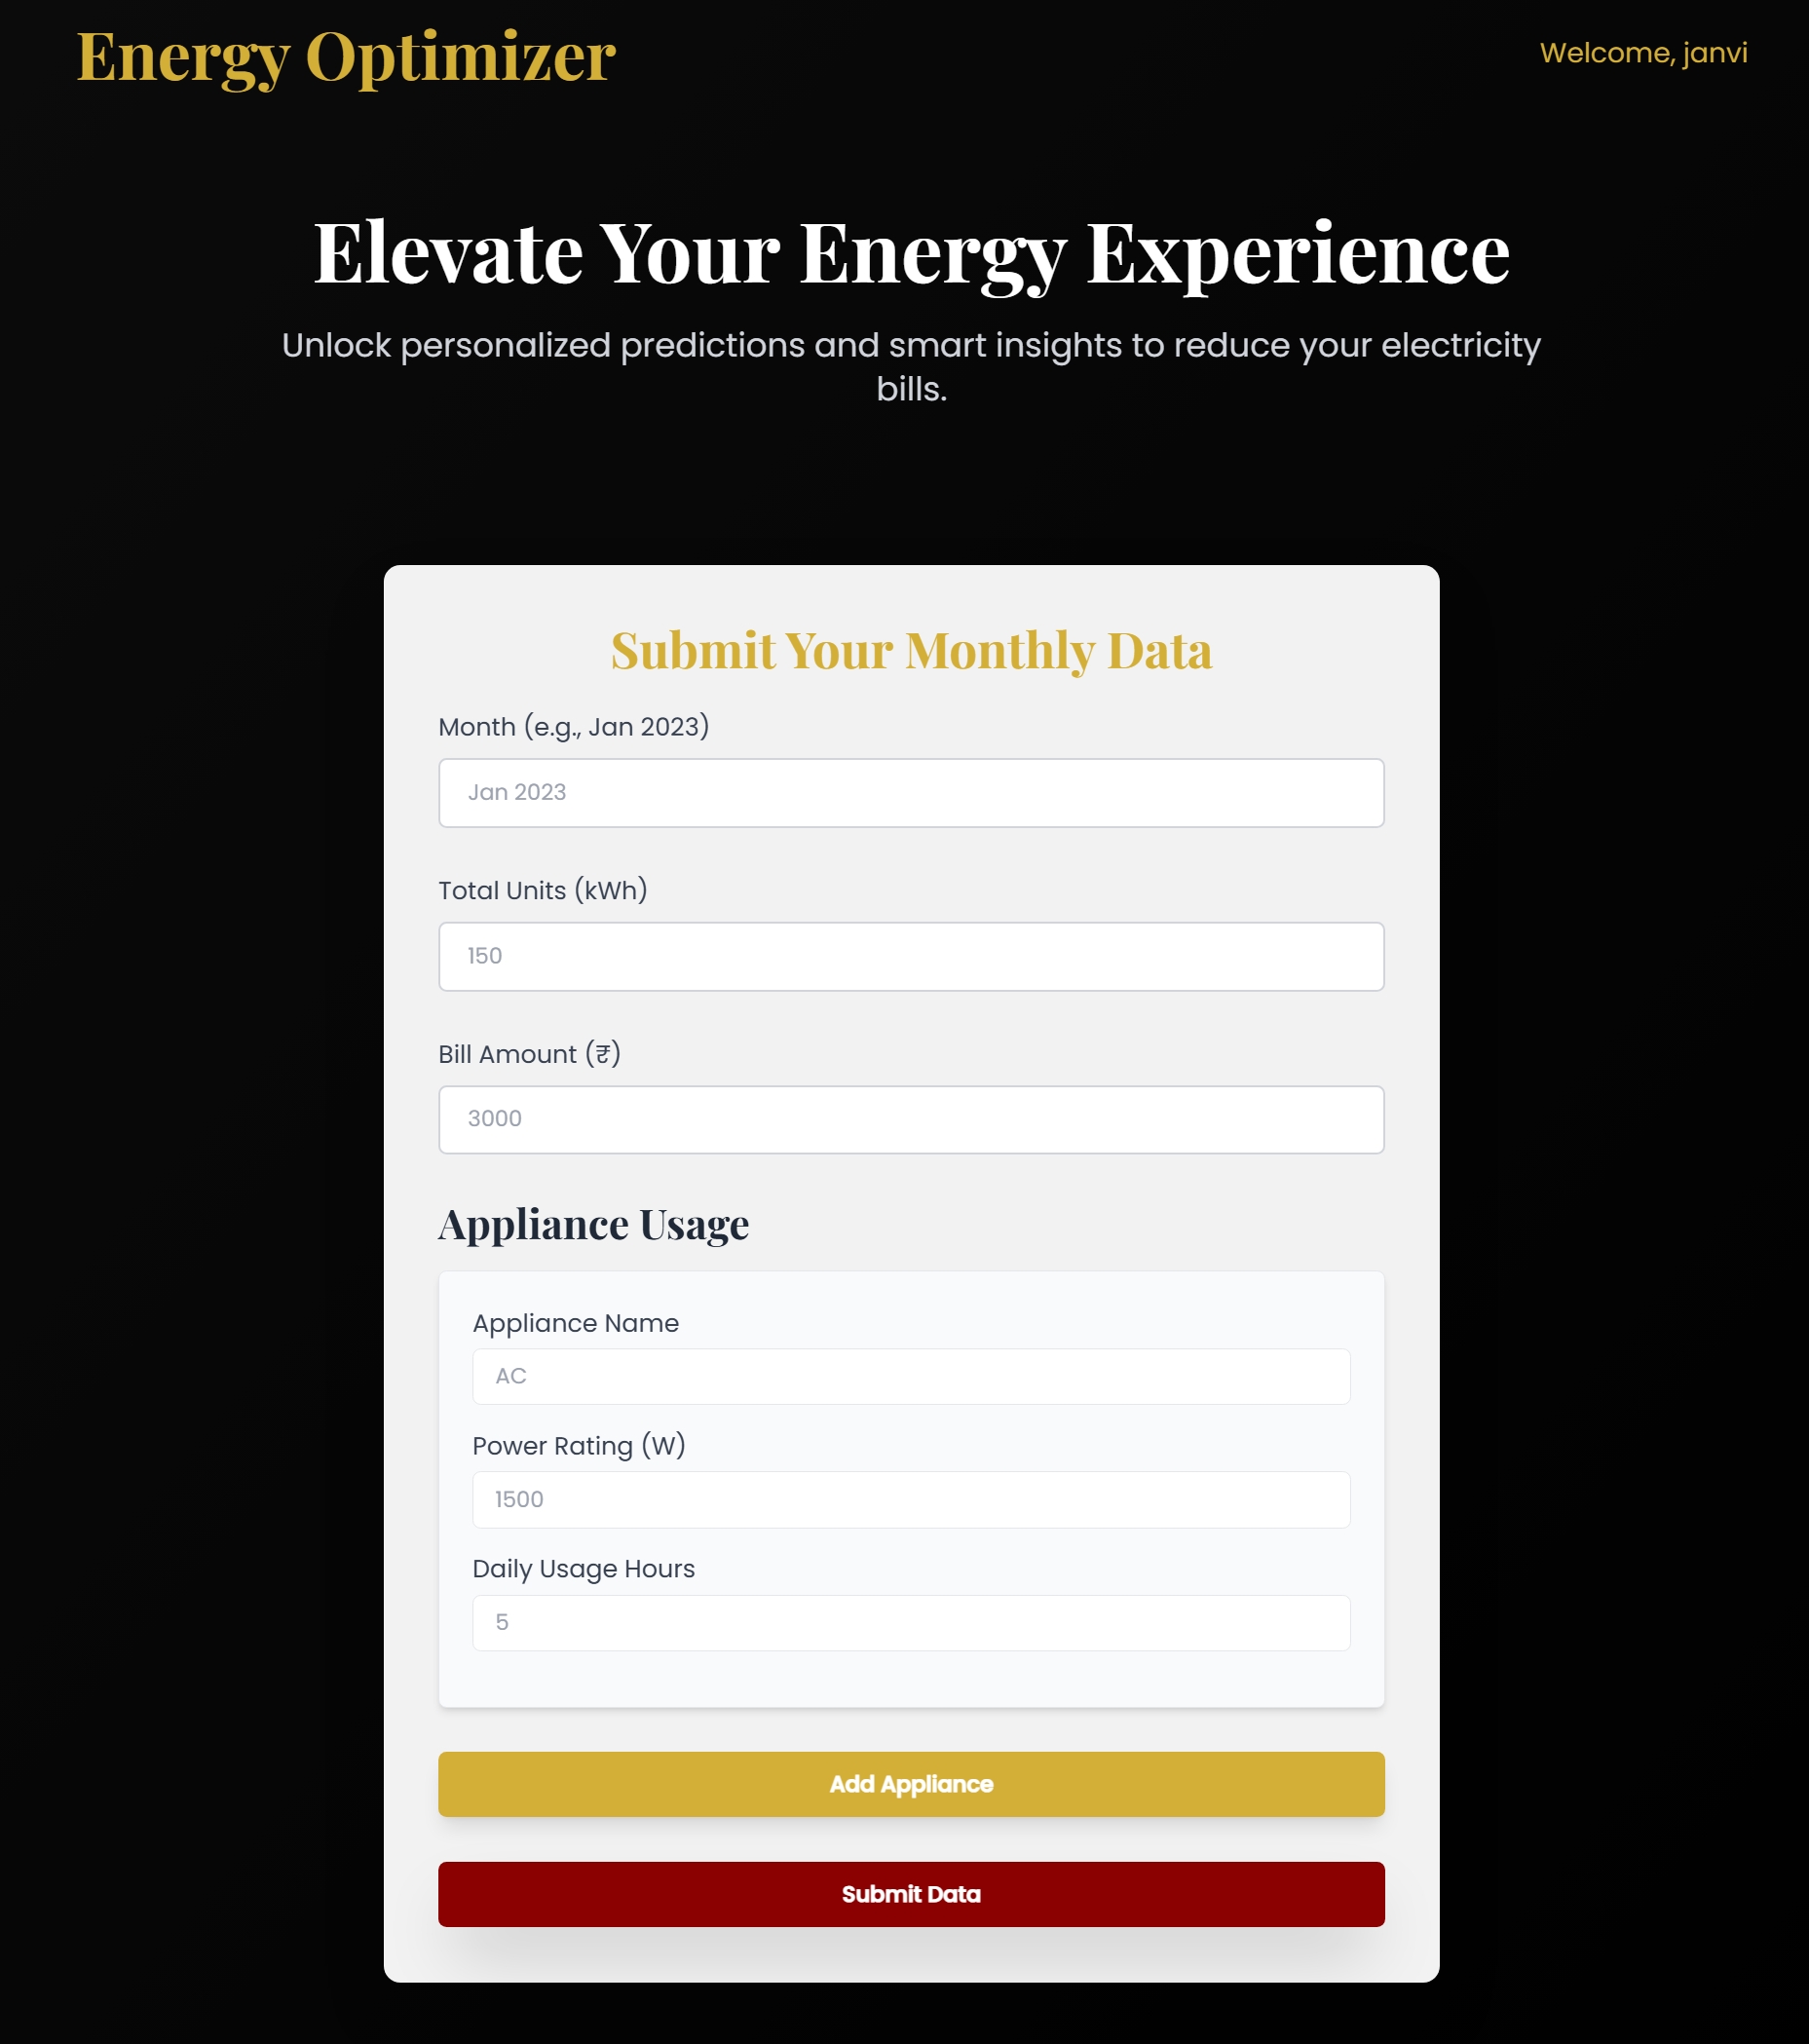 Energy Optimizer
Welcome, janvi
Elevate Your Energy Experience
Unlock personalized predictions and smart insights to reduce your electricity
bills.
Submit Your Monthly Data
Month (e.g., Jan 2023)
Jan 2023
Total Units (kWh)
150
Bill Amount (₹)
3000
Appliance Usage
Appliance Name
AC
Power Rating (W)
1500
Daily Usage Hours
5
Add Appliance
Submit Data